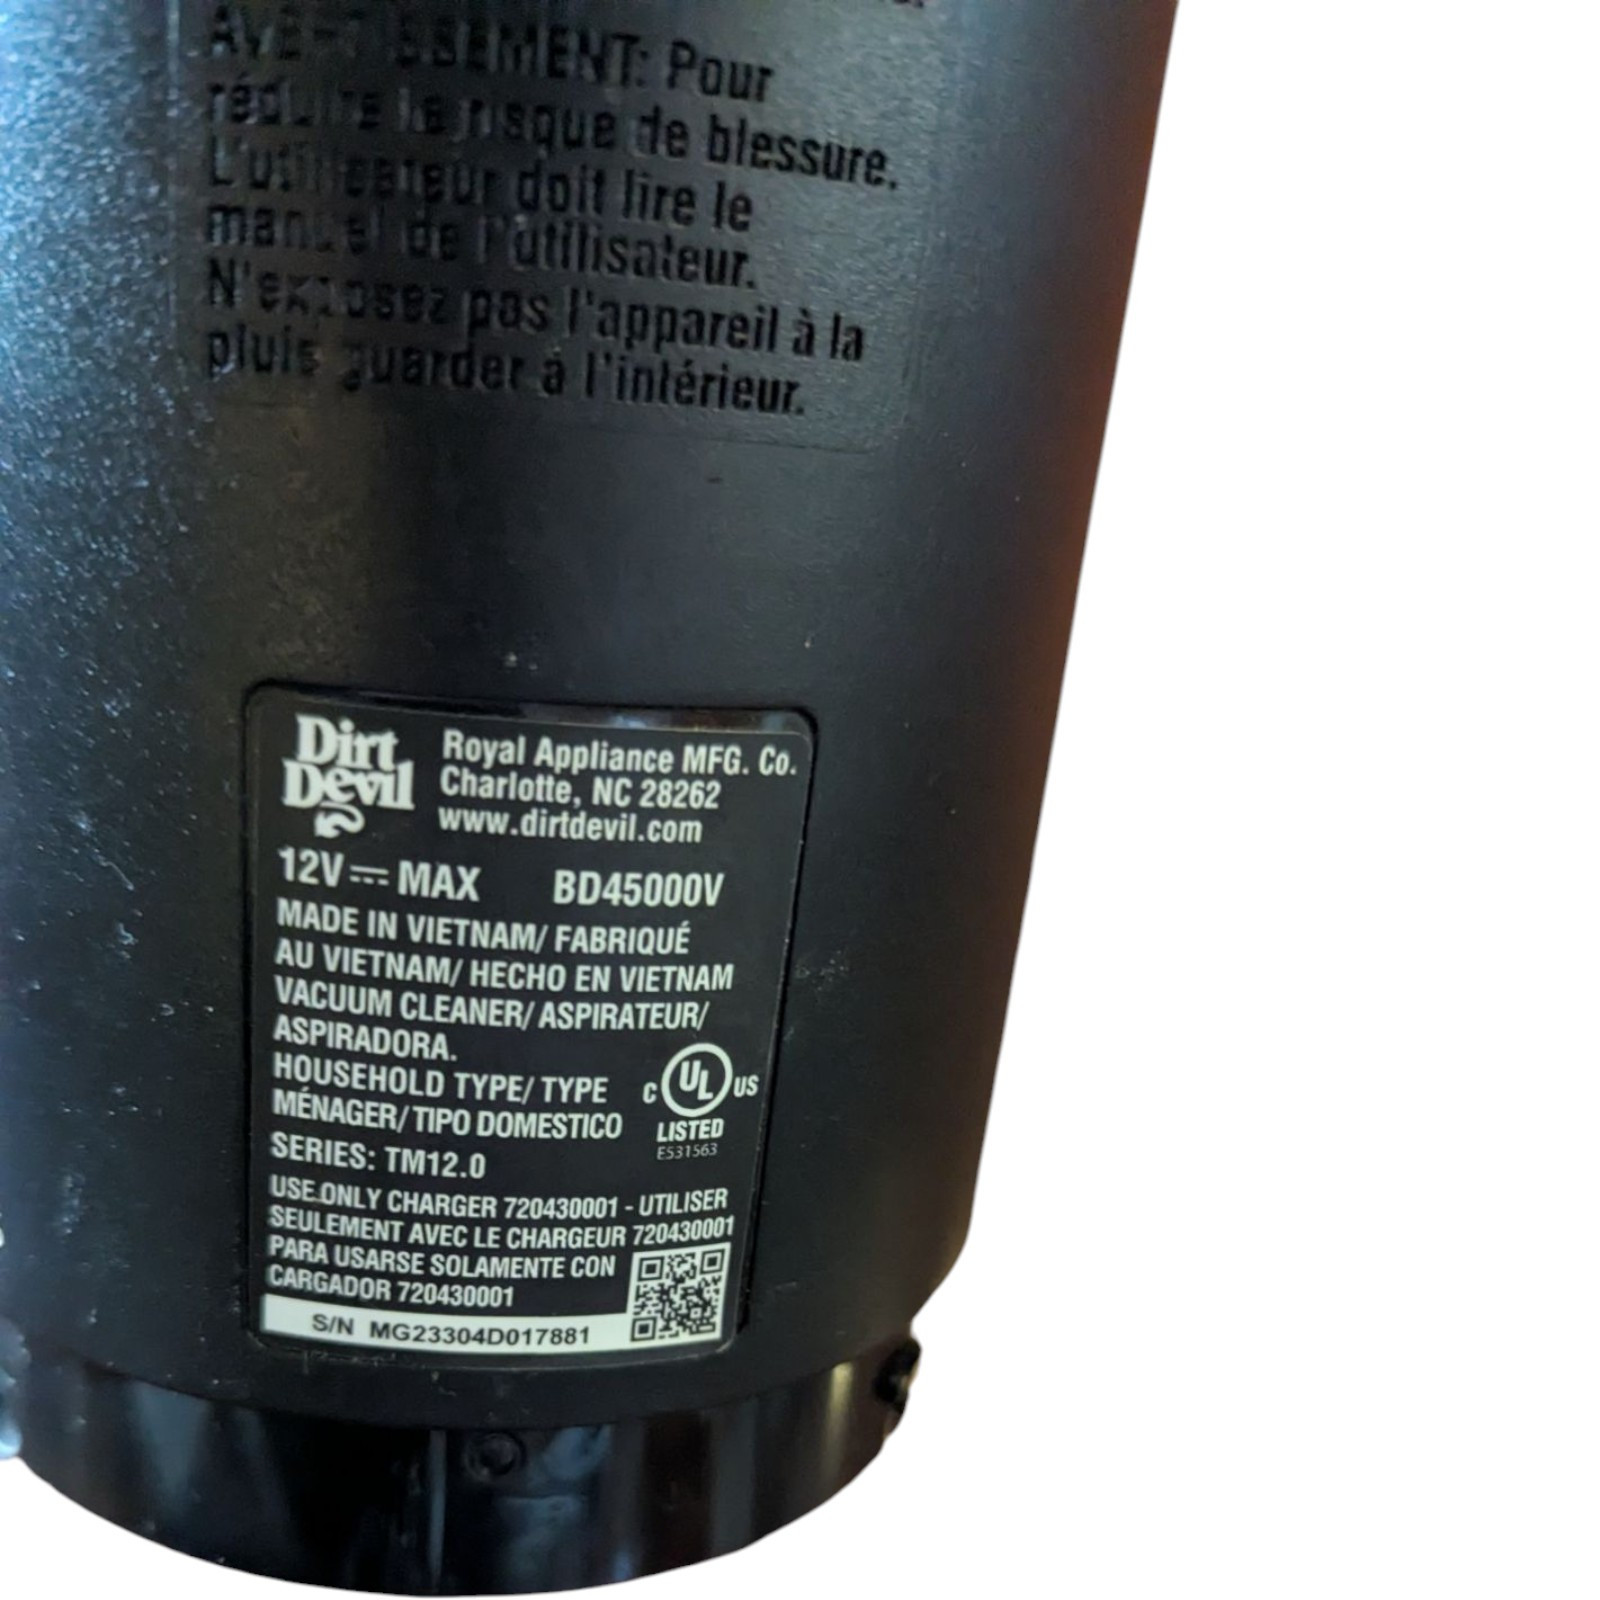 AVERTISSEMENT: Pour
réduire le risque de blessure.
L'utilisateur doit lire le
manuel de l'utilisateur.
N'exposez pas l'appareil à la
pluie guarder à l'intérieur.
Dirt
Devil
Royal Appliance MFG. Co.
Charlotte, NC 28262
www.dirtdevil.com
12V MAX BD45000V
MADE IN VIETNAM/ FABRIQUÉ
AU VIETNAM/ HECHO EN VIETNAM
VACUUM CLEANER/ ASPIRATEUR/
ASPIRADORA.
HOUSEHOLD TYPE/ TYPE
MÉNAGER/ TIPO DOMESTICO
C UL US
LISTED
E531563
SERIES: TM12.0
USE ONLY CHARGER 720430001 - UTILISER
SEULEMENT AVEC LE CHARGEUR 720430001
PARA USARSE SOLAMENTE CON
CARGADOR 720430001
S/N MG23304D017881